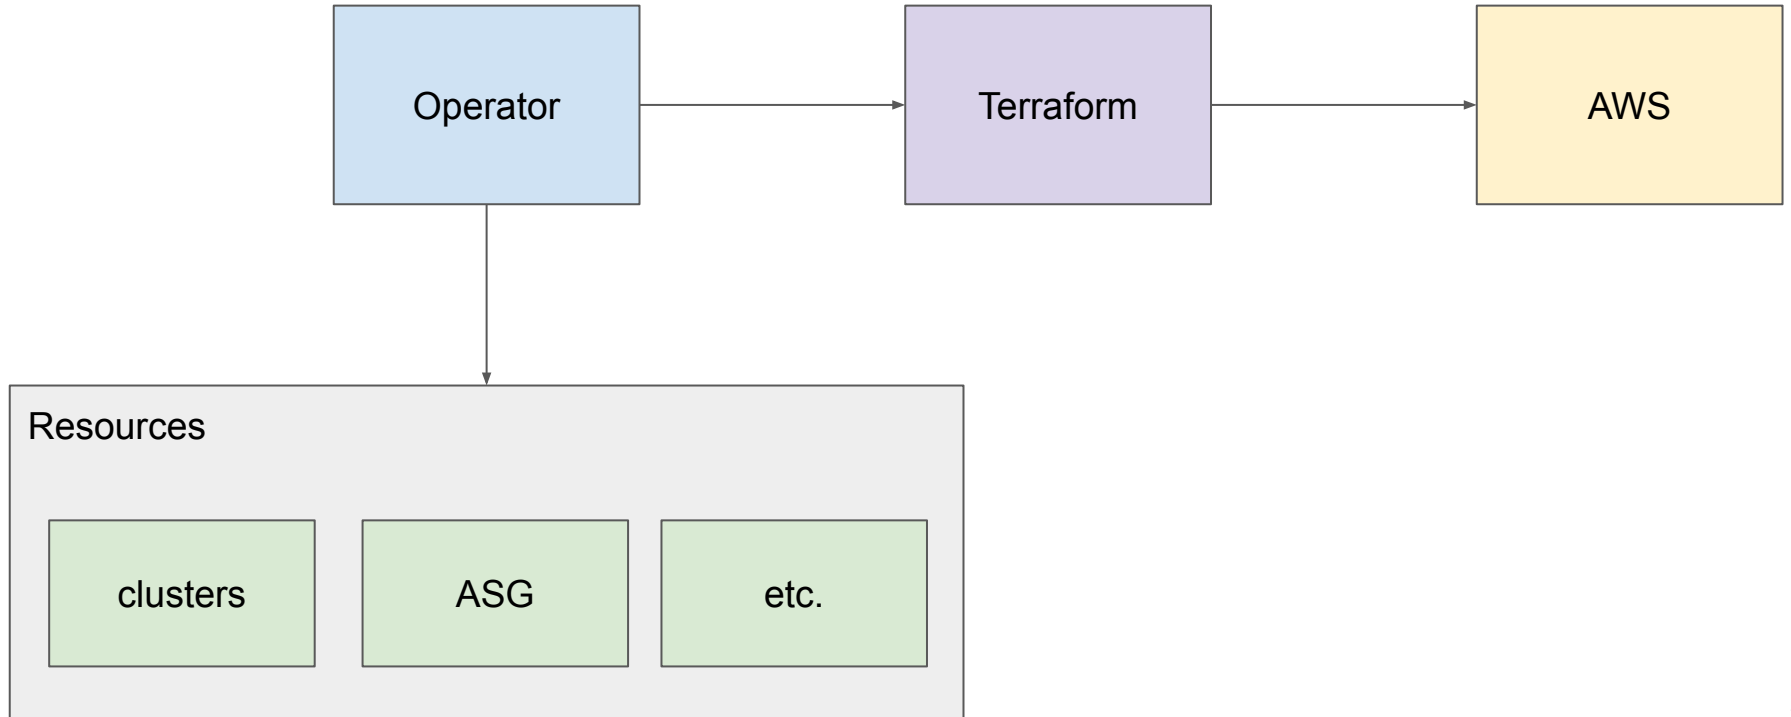 Operator
Terraform
AWS
Resources
clusters
ASG
etc.